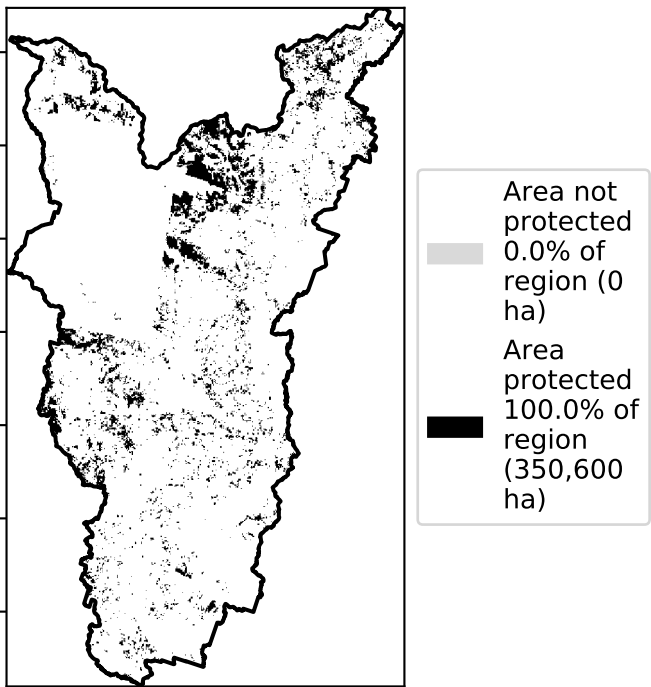 Area not
protected
0.0% of
region (0
ha)
Area
protected
100.0% of
region
(350,600
ha)